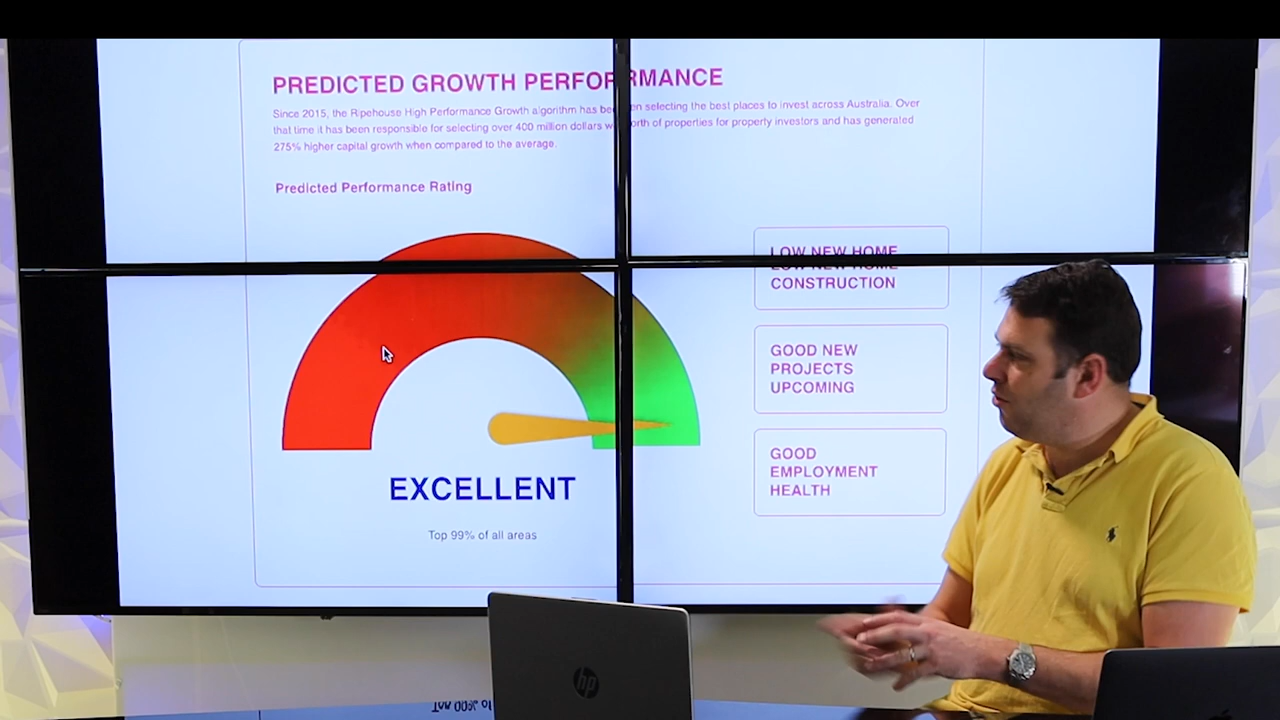 PREDICTED GROWTH PERFORMANCE
Since 2015, the Ripehouse High Performance Growth algorithm has been selecting the best places to invest across Australia. Over
that time it has been responsible for selecting over 400 million dollars worth of properties for property investors and has generated
275% higher capital growth when compared to the average.
Predicted Performance Rating
LOW NEW HOME
CONSTRUCTION
GOOD NEW
PROJECTS
UPCOMING
GOOD
EMPLOYMENT
HEALTH
EXCELLENT
Top 99% of all areas
hp